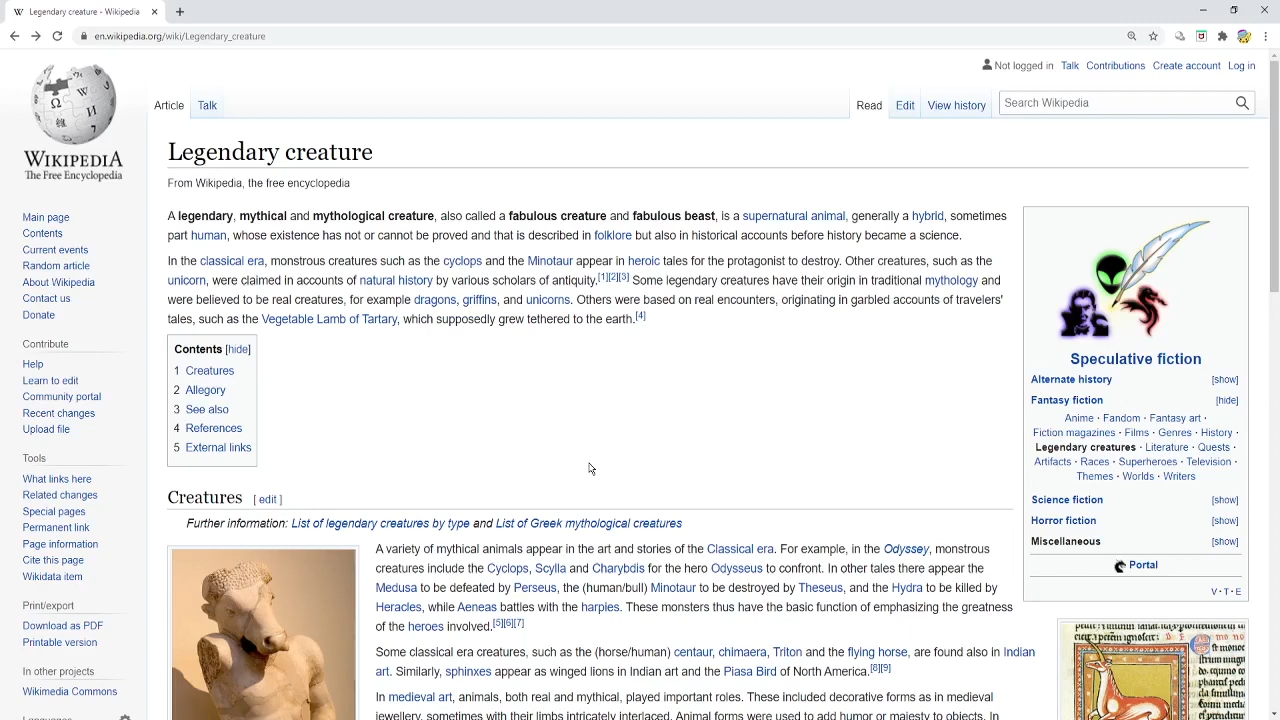 Legendary creature - Wikipedia
en.wikipedia.org/wiki/Legendary_creature
Not logged in Talk Contributions Create account Log in
Article Talk Read Edit View history Search Wikipedia
WIKIPEDIA
The Free Encyclopedia
Main page
Contents
Current events
Random article
About Wikipedia
Contact us
Donate
Contribute
Help
Learn to edit
Community portal
Recent changes
Upload file
Tools
What links here
Related changes
Special pages
Permanent link
Page information
Cite this page
Wikidata item
Print/export
Download as PDF
Printable version
In other projects
Wikimedia Commons
Languages
Legendary creature
From Wikipedia, the free encyclopedia
A legendary, mythical and mythological creature, also called a fabulous creature and fabulous beast, is a supernatural animal, generally a hybrid, sometimes
part human, whose existence has not or cannot be proved and that is described in folklore but also in historical accounts before history became a science.
In the classical era, monstrous creatures such as the cyclops and the Minotaur appear in heroic tales for the protagonist to destroy. Other creatures, such as the
unicorn, were claimed in accounts of natural history by various scholars of antiquity.[1][2][3] Some legendary creatures have their origin in traditional mythology and
were believed to be real creatures, for example dragons, griffins, and unicorns. Others were based on real encounters, originating in garbled accounts of travelers'
tales, such as the Vegetable Lamb of Tartary, which supposedly grew tethered to the earth.[4]
Contents [hide]
1 Creatures
2 Allegory
3 See also
4 References
5 External links
Creatures [ edit ]
Further information: List of legendary creatures by type and List of Greek mythological creatures
A variety of mythical animals appear in the art and stories of the Classical era. For example, in the Odyssey, monstrous
creatures include the Cyclops, Scylla and Charybdis for the hero Odysseus to confront. In other tales there appear the
Medusa to be defeated by Perseus, the (human/bull) Minotaur to be destroyed by Theseus, and the Hydra to be killed by
Heracles, while Aeneas battles with the harpies. These monsters thus have the basic function of emphasizing the greatness
of the heroes involved.[5][6][7]
Some classical era creatures, such as the (horse/human) centaur, chimaera, Triton and the flying horse, are found also in Indian
art. Similarly, sphinxes appear as winged lions in Indian art and the Piasa Bird of North America.[8][9]
In medieval art, animals, both real and mythical, played important roles. These included decorative forms as in medieval
jewellery, sometimes with their limbs intricately interlaced. Animal forms were used to add humor or majesty to objects. In
Speculative fiction
Alternate history [show]
Fantasy fiction [hide]
Anime · Fandom · Fantasy art ·
Fiction magazines · Films · Genres · History ·
Legendary creatures · Literature · Quests ·
Artifacts · Races · Superheroes · Television ·
Themes · Worlds · Writers
Science fiction [show]
Horror fiction [show]
Miscellaneous [show]
Portal
V · T · E